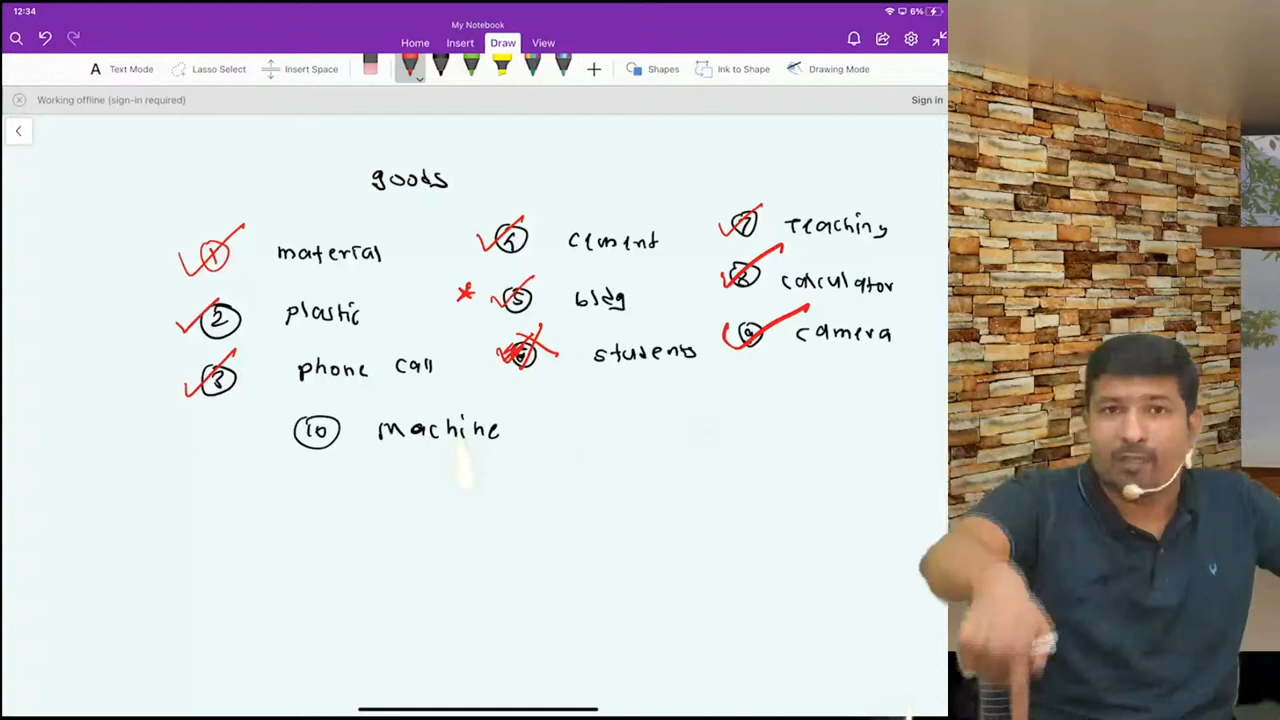 12:34
6%
My Notebook
Home Insert Draw View
Text Mode Lasso Select Insert Space Shapes Ink to Shape Drawing Mode
Working offline (sign-in required) Sign in
goods
1 material
2 plastic
3 phone call
4 cement
5 bldg
6 students
7 Teaching
8 calculator
9 camera
10 machine